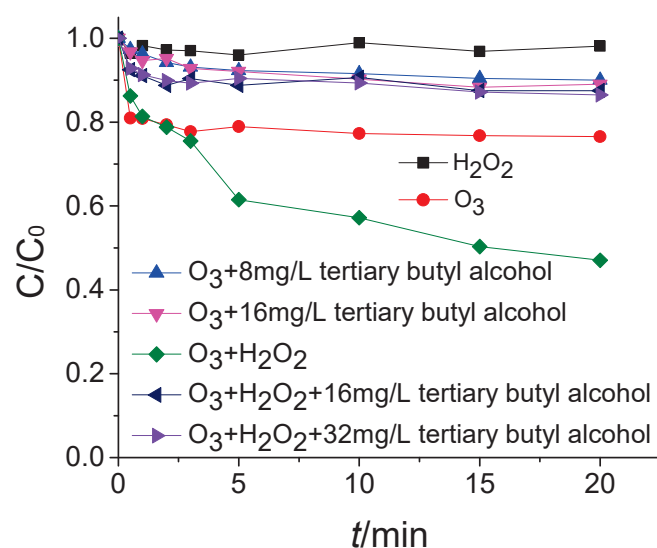 1.0
0.8
0.6
0.4
0.2
0.0
C/C₀
H₂O₂
O₃
O₃+8mg/L tertiary butyl alcohol
O₃+16mg/L tertiary butyl alcohol
O₃+H₂O₂
O₃+H₂O₂+16mg/L tertiary butyl alcohol
O₃+H₂O₂+32mg/L tertiary butyl alcohol
0 5 10 15 20
t/min